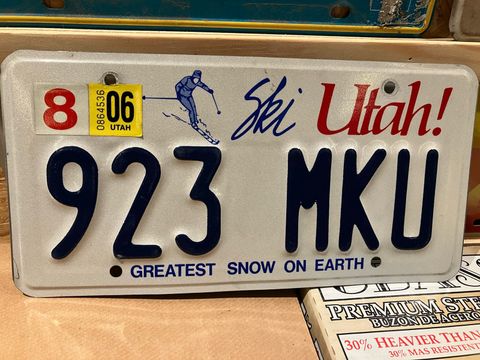 8
06
UTAH
0864536
Ski Utah!
923 MKU
GREATEST SNOW ON EARTH
PREMIUM STE
BUZON DE ACERO
30% HEAVIER THAN
30% MAS RESISTENT